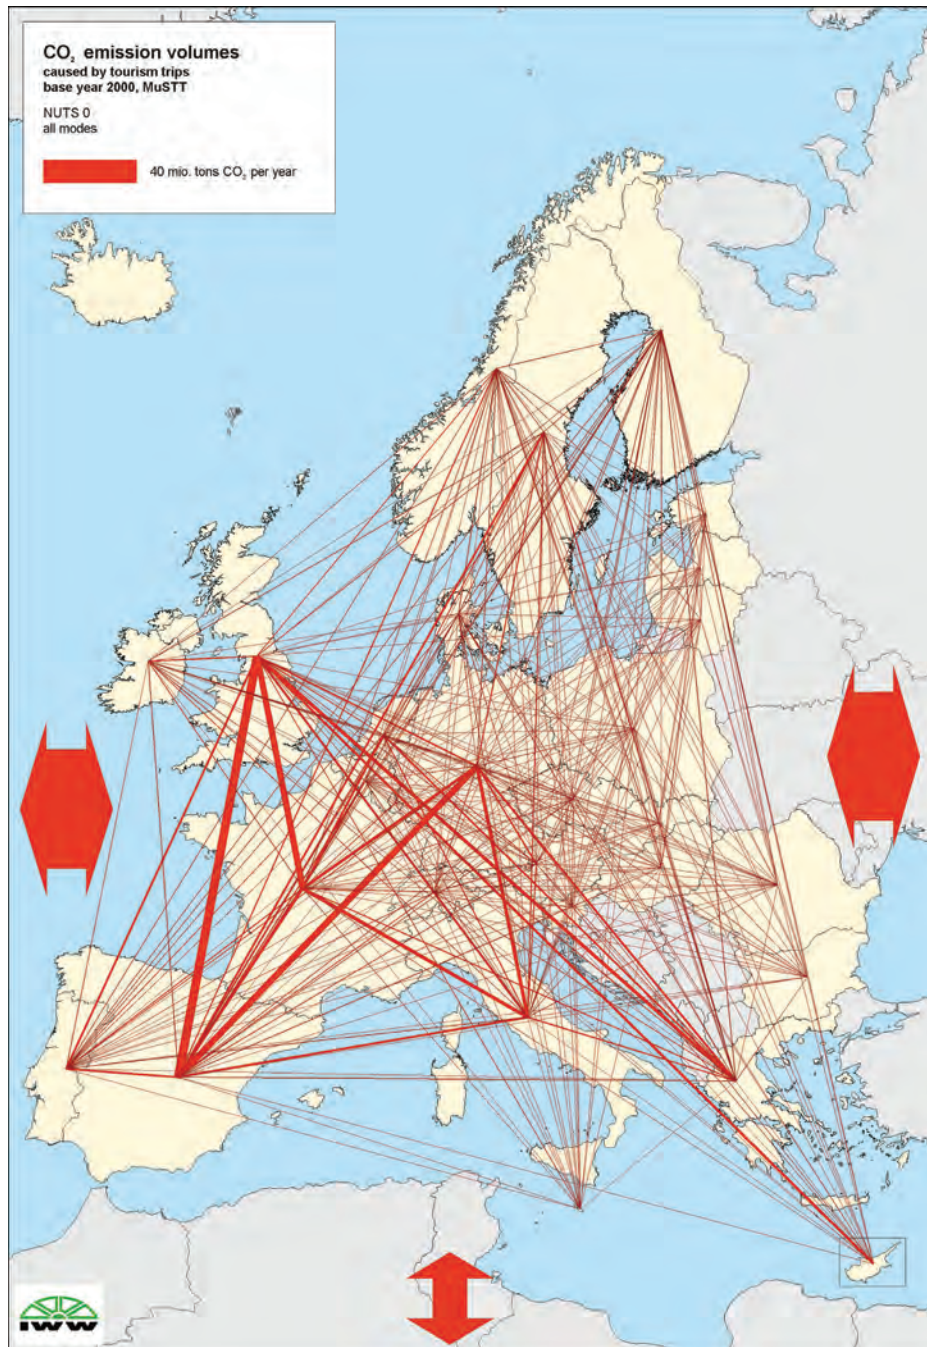 CO₂ emission volumes
caused by tourism trips
base year 2000, MuSTT
NUTS 0
all modes
40 mio. tons CO₂ per year
IWW